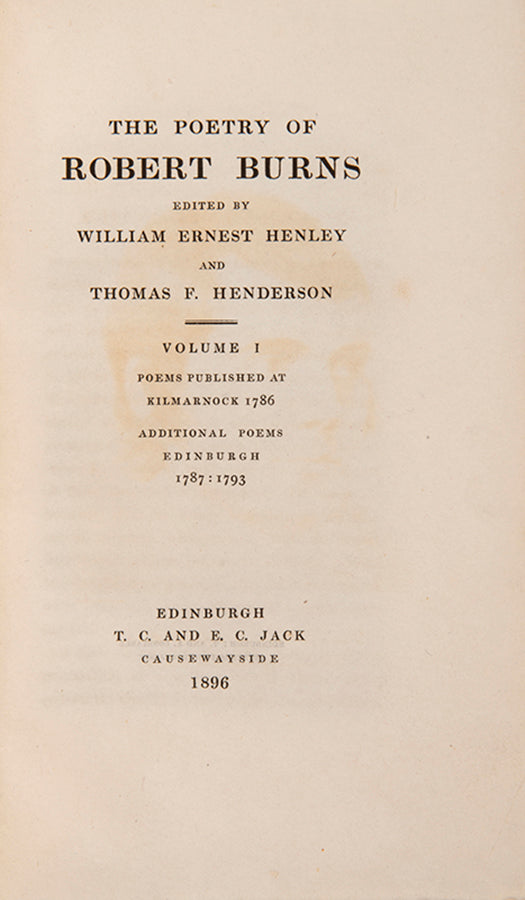 THE POETRY OF
ROBERT BURNS
EDITED BY
WILLIAM ERNEST HENLEY
AND
THOMAS F. HENDERSON
VOLUME I
POEMS PUBLISHED AT
KILMARNOCK 1786
ADDITIONAL POEMS
EDINBURGH
1787:1793
EDINBURGH
T. C. AND E. C. JACK
CAUSEWAYSIDE
1896